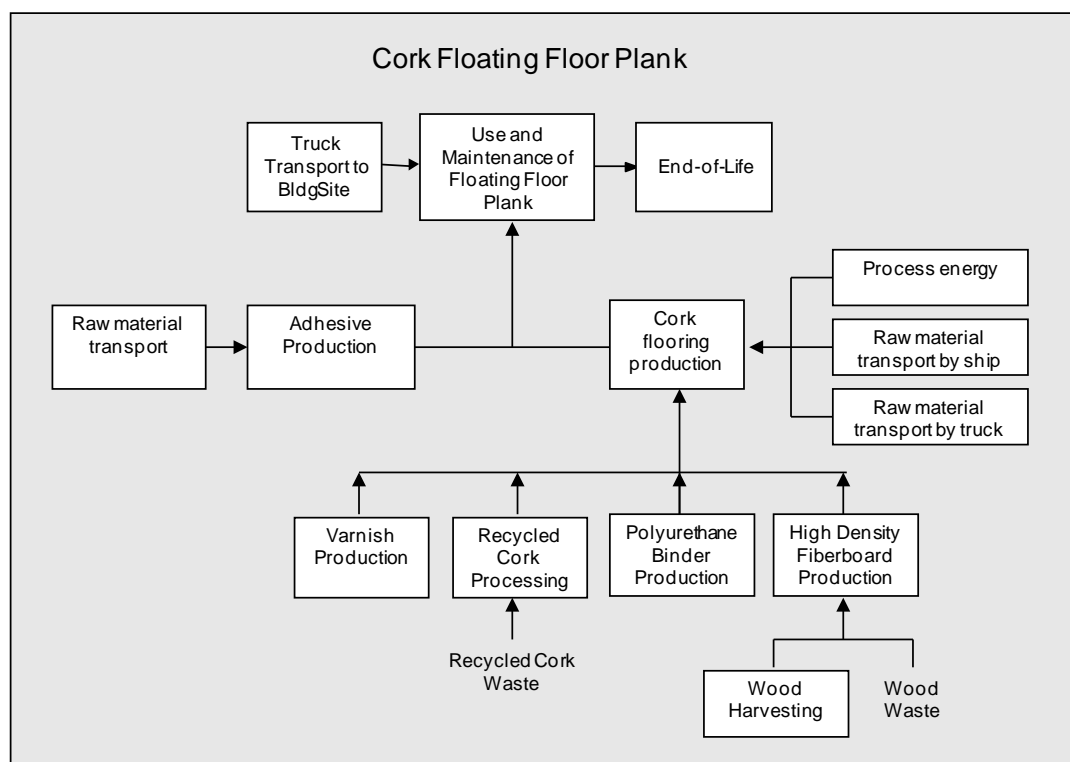 Cork Floating Floor Plank
Truck
Transport to
BldgSite
Use and
Maintenance of
Floating Floor
Plank
End-of-Life
Process energy
Raw material
transport
Adhesive
Production
Cork
flooring
production
Raw material
transport by ship
Raw material
transport by truck
Varnish
Production
Recycled
Cork
Processing
Polyurethane
Binder
Production
High Density
Fiberboard
Production
Recycled Cork
Waste
Wood
Harvesting
Wood
Waste